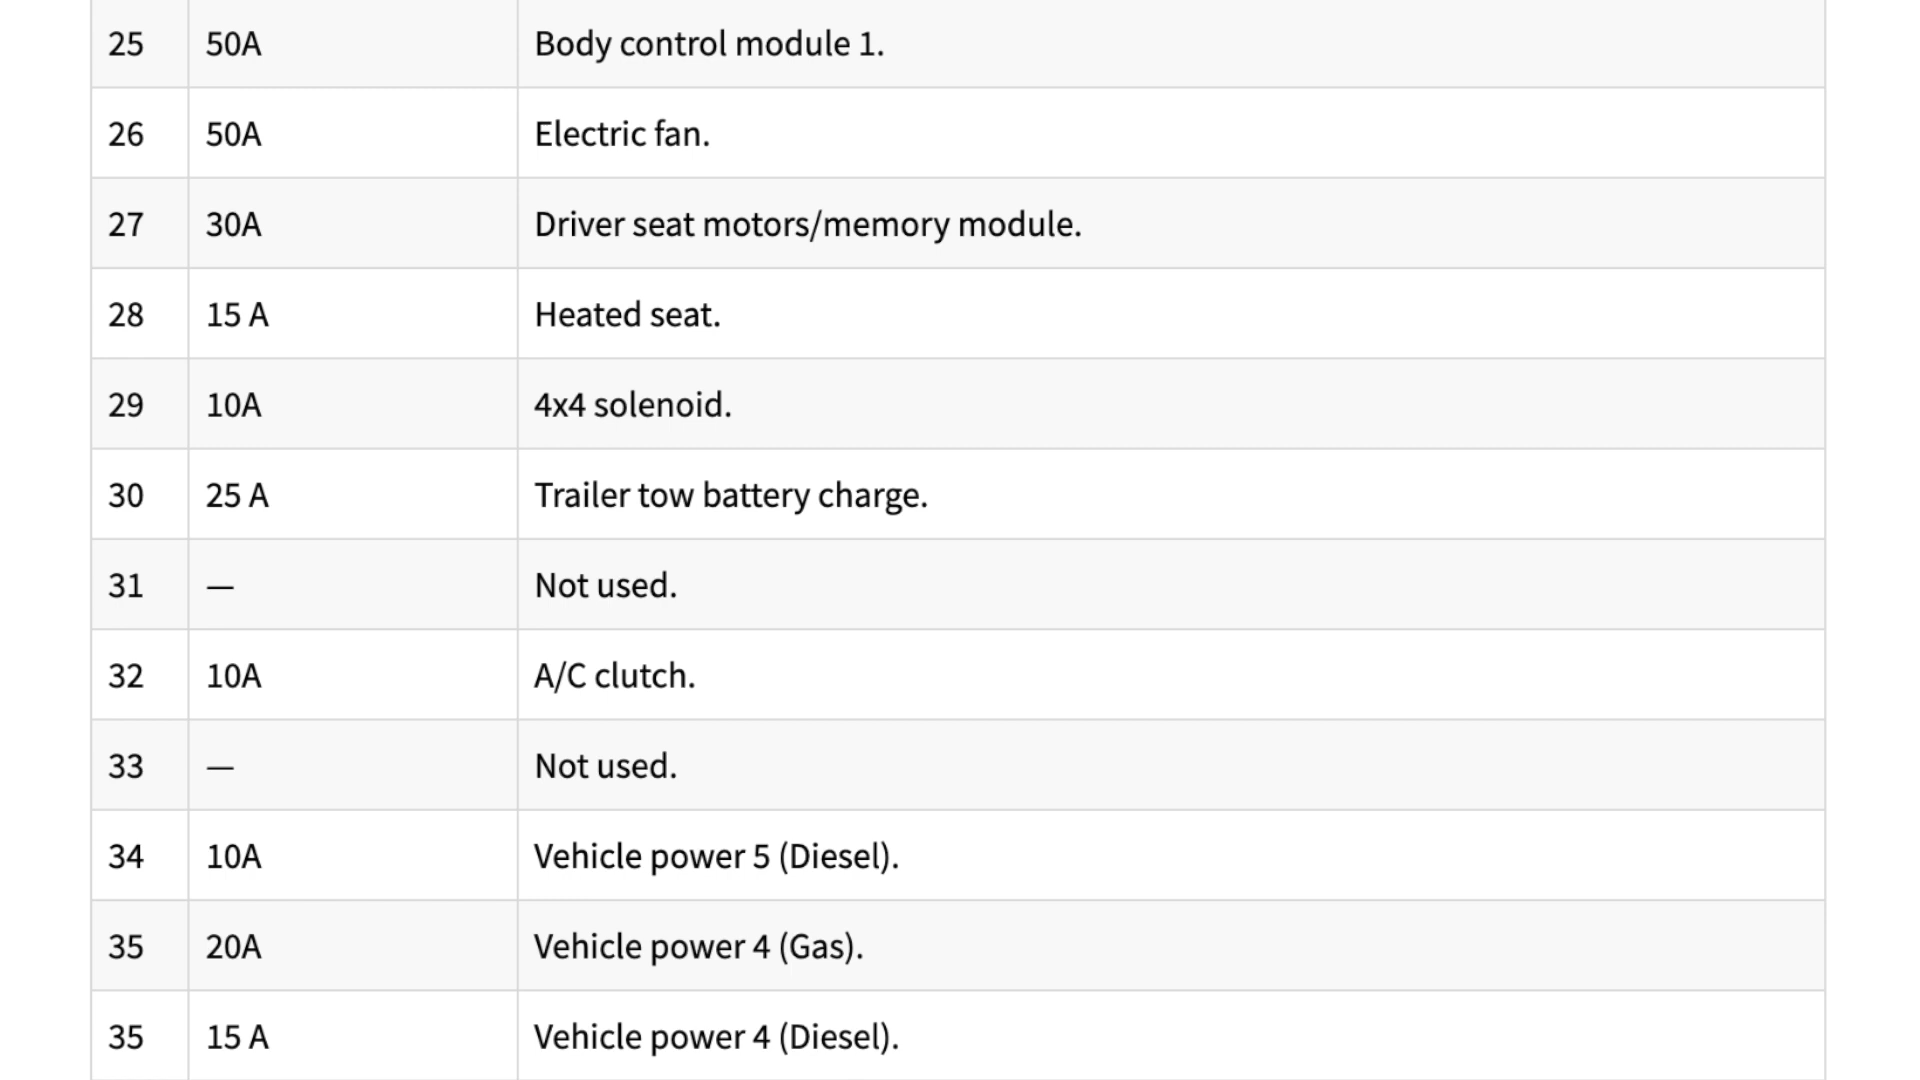 25 50A Body control module 1.
26 50A Electric fan.
27 30A Driver seat motors/memory module.
28 15 A Heated seat.
29 10A 4x4 solenoid.
30 25 A Trailer tow battery charge.
31 — Not used.
32 10A A/C clutch.
33 — Not used.
34 10A Vehicle power 5 (Diesel).
35 20A Vehicle power 4 (Gas).
35 15 A Vehicle power 4 (Diesel).